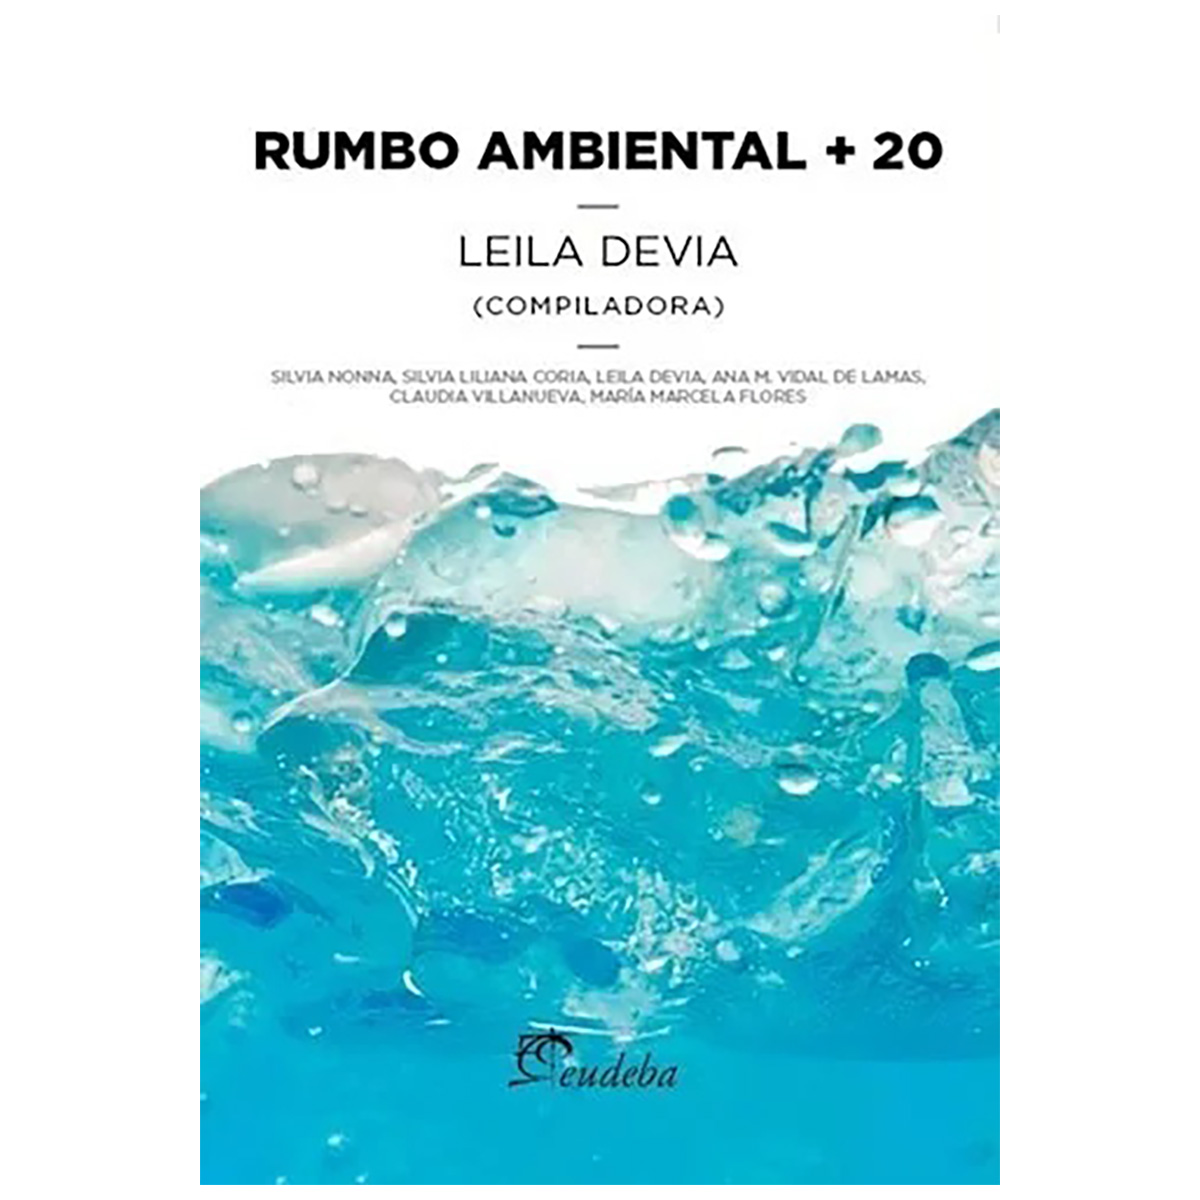 RUMBO AMBIENTAL + 20
LEILA DEVIA
(COMPILADORA)
SILVIA NONNA, SILVIA LILIANA CORIA, LEILA DEVIA, ANA M. VIDAL DE LAMAS,
CLAUDIA VILLANUEVA, MARÍA MARCELA FLORES
eudeba